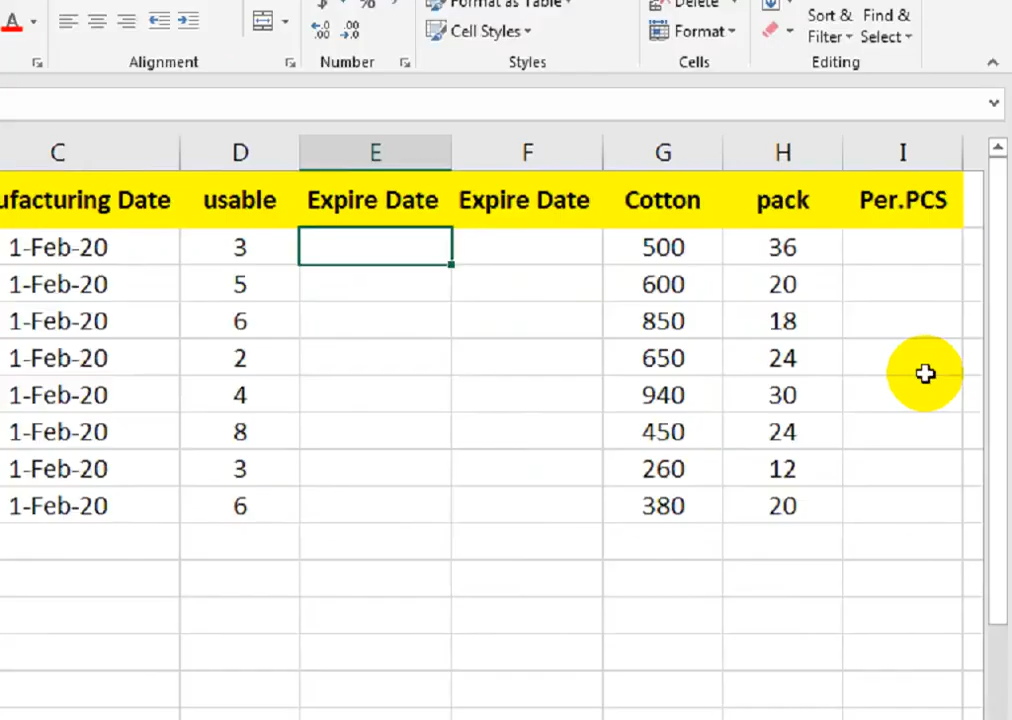 A
$ %
Format as Table
Delete
Sort & Find &
.00 .00
Cell Styles
Format
Filter Select
Alignment Number Styles Cells Editing
C D E F G H I
ufacturing Date usable Expire Date Expire Date Cotton pack Per.PCS
1-Feb-20 3 500 36
1-Feb-20 5 600 20
1-Feb-20 6 850 18
1-Feb-20 2 650 24
1-Feb-20 4 940 30
1-Feb-20 8 450 24
1-Feb-20 3 260 12
1-Feb-20 6 380 20